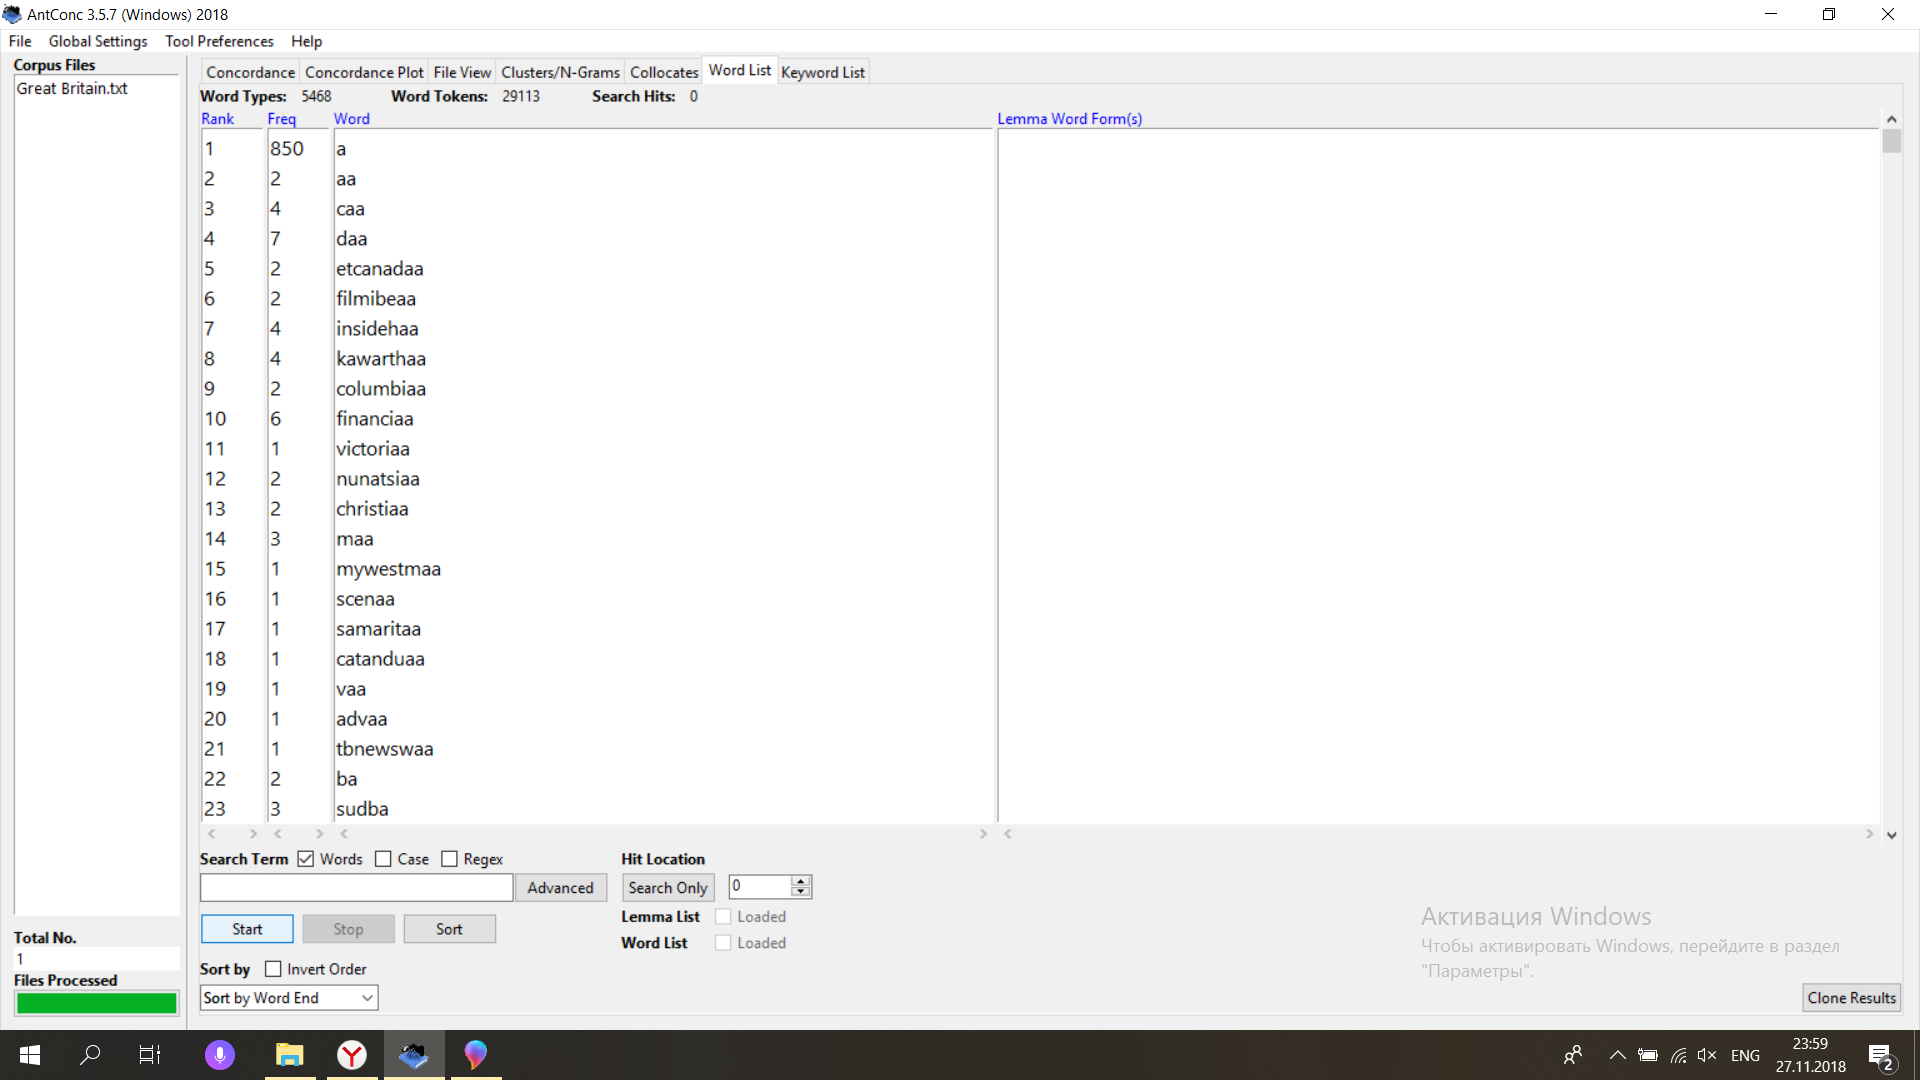 AntConc 3.5.7 (Windows) 2018
File Global Settings Tool Preferences Help
Corpus Files
Great Britain.txt
Concordance Concordance Plot File View Clusters/N-Grams Collocates Word List Keyword List
Word Types: 5468 Word Tokens: 29113 Search Hits: 0
Rank Freq Word Lemma Word Form(s)
1 850 a
2 2 aa
3 4 caa
4 7 daa
5 2 etcanadaa
6 2 filmibeaa
7 4 insidehaa
8 4 kawarthaa
9 2 columbiaa
10 6 financiaa
11 1 victoriaa
12 2 nunatsiaa
13 2 christiaa
14 3 maa
15 1 mywestmaa
16 1 scenaa
17 1 samaritaa
18 1 catanduaa
19 1 vaa
20 1 advaa
21 1 tbnewswaa
22 2 ba
23 3 sudba
Search Term Words Case Regex Hit Location
Advanced Search Only 0
Lemma List Loaded
Start Stop Sort
Word List Loaded
Total No.
1
Files Processed
Sort by Invert Order
Sort by Word End
Clone Results
Активация Windows
Чтобы активировать Windows, перейдите в раздел
"Параметры".
ENG
23:59
27.11.2018
2